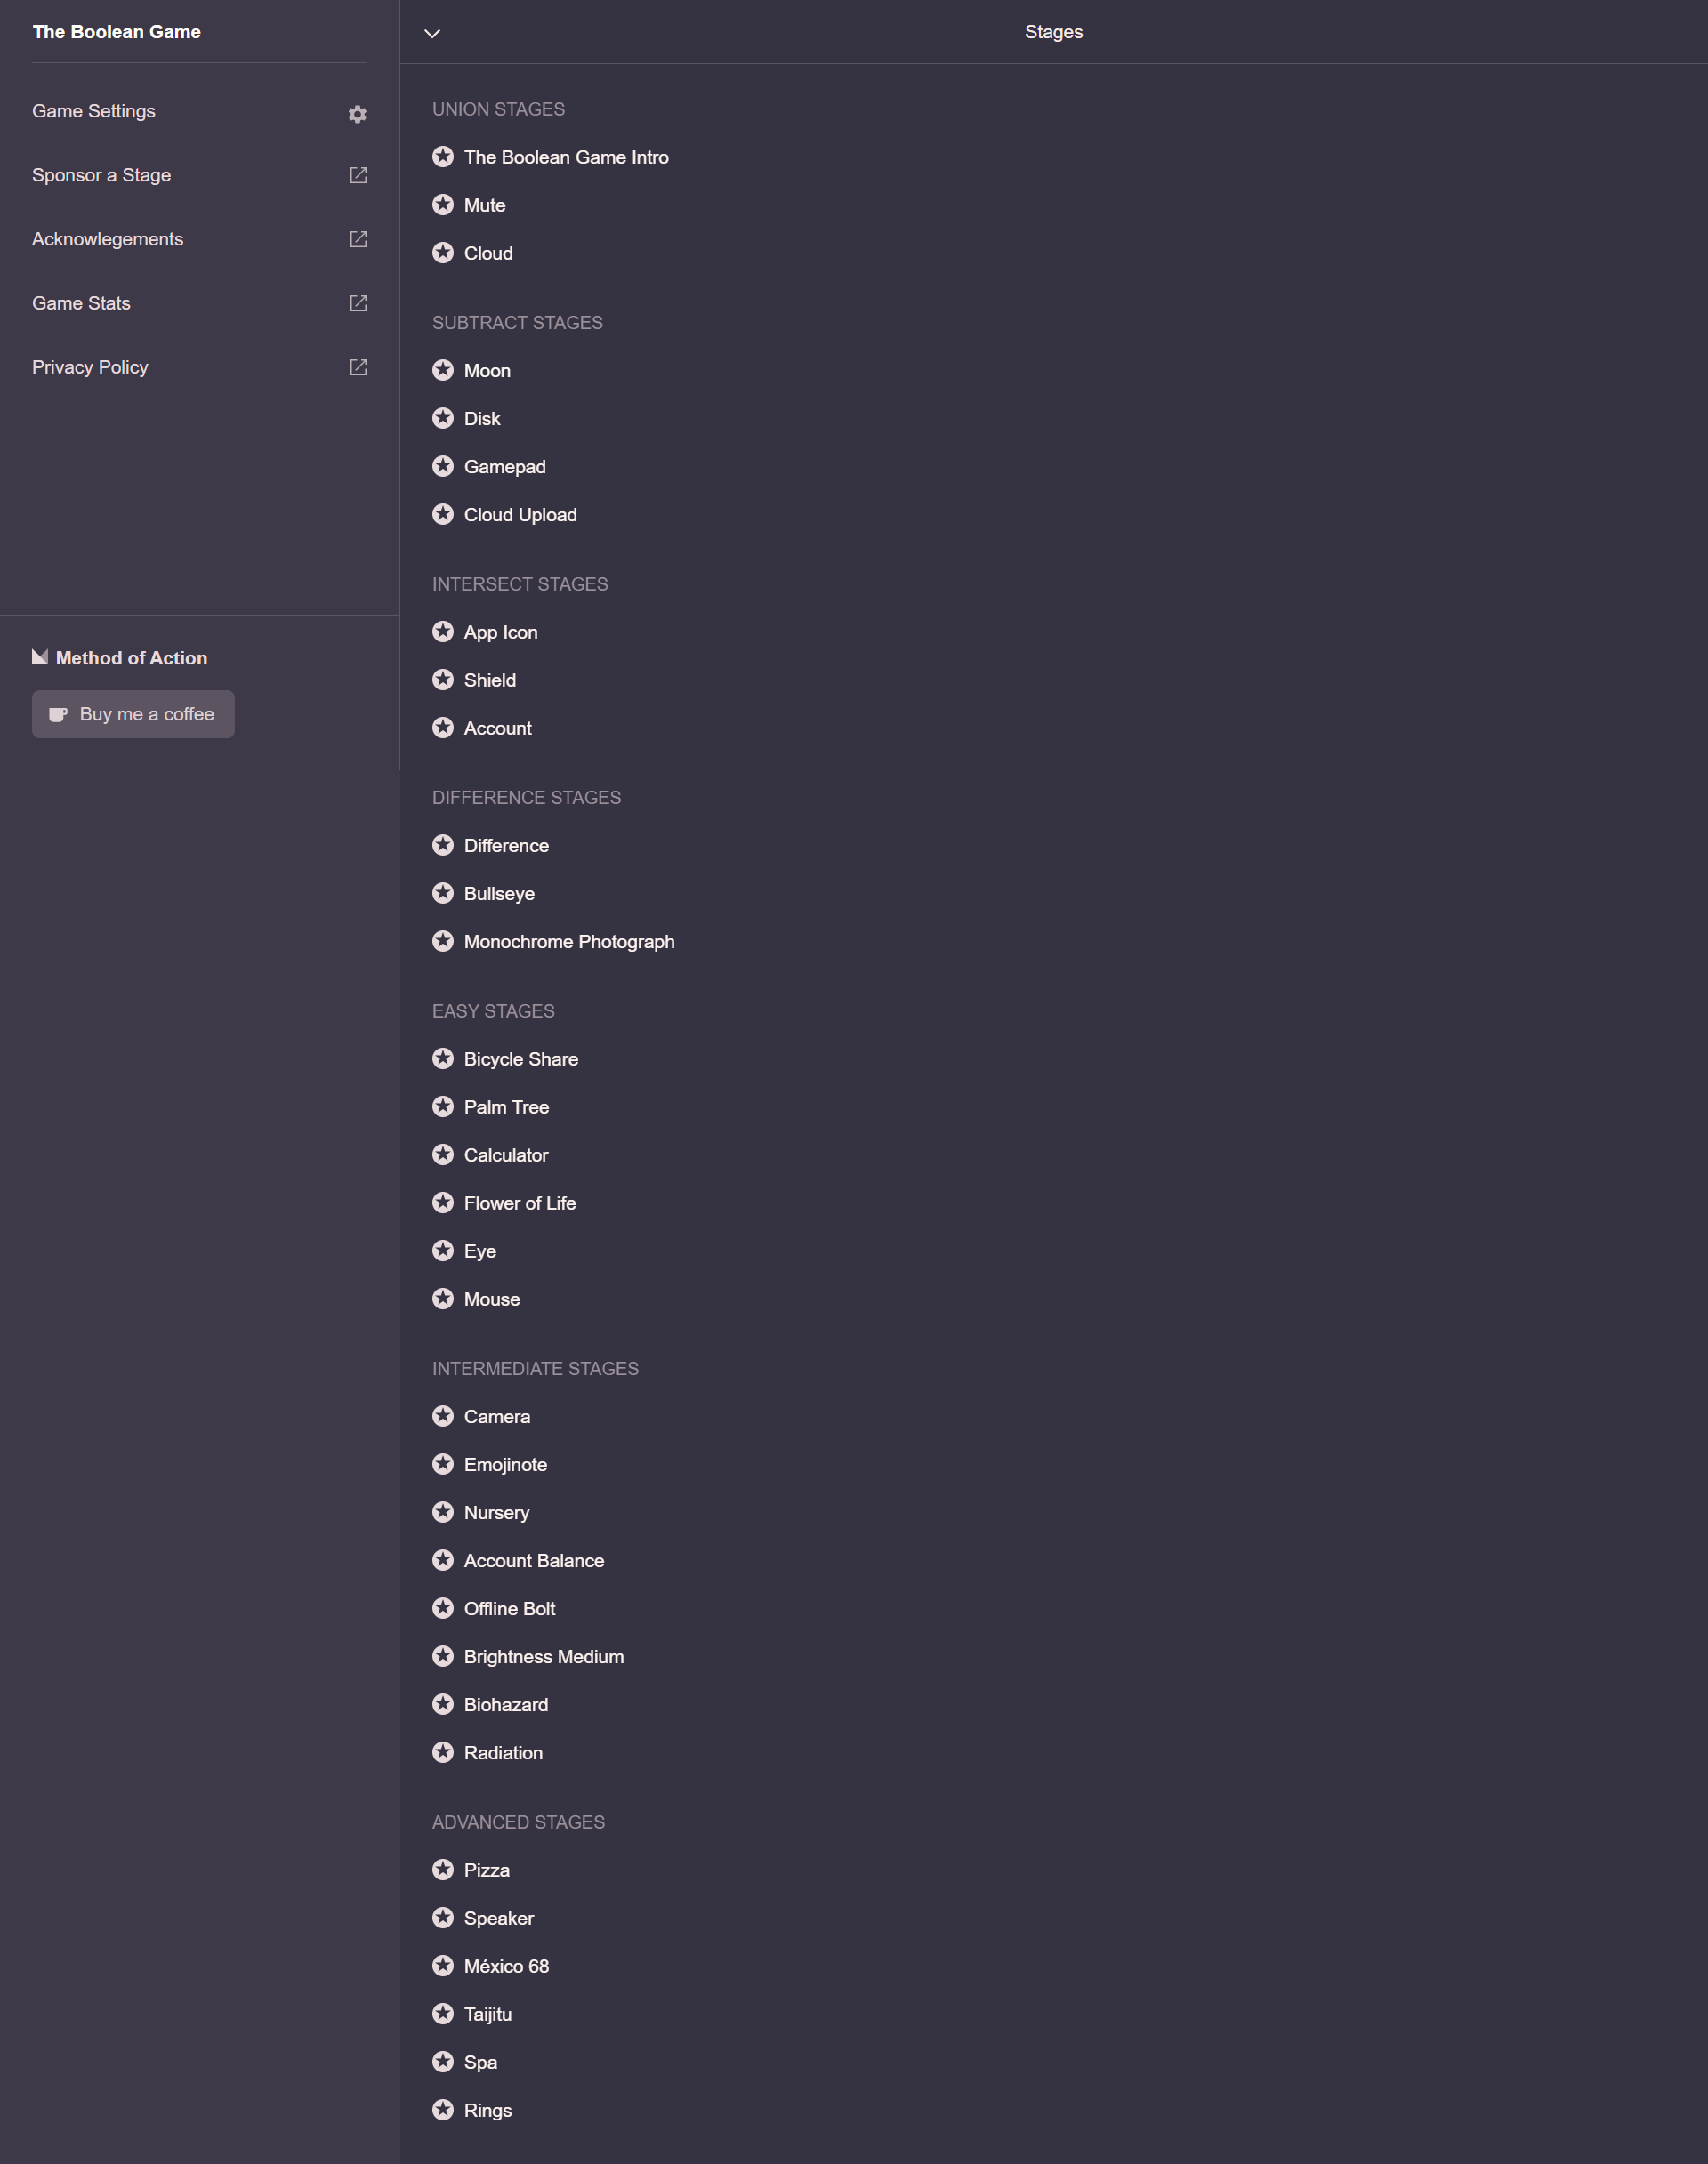 The Boolean Game
Game Settings
Sponsor a Stage
Acknowlegements
Game Stats
Privacy Policy
Method of Action
Buy me a coffee
Stages
UNION STAGES
The Boolean Game Intro
Mute
Cloud
SUBTRACT STAGES
Moon
Disk
Gamepad
Cloud Upload
INTERSECT STAGES
App Icon
Shield
Account
DIFFERENCE STAGES
Difference
Bullseye
Monochrome Photograph
EASY STAGES
Bicycle Share
Palm Tree
Calculator
Flower of Life
Eye
Mouse
INTERMEDIATE STAGES
Camera
Emojinote
Nursery
Account Balance
Offline Bolt
Brightness Medium
Biohazard
Radiation
ADVANCED STAGES
Pizza
Speaker
México 68
Taijitu
Spa
Rings